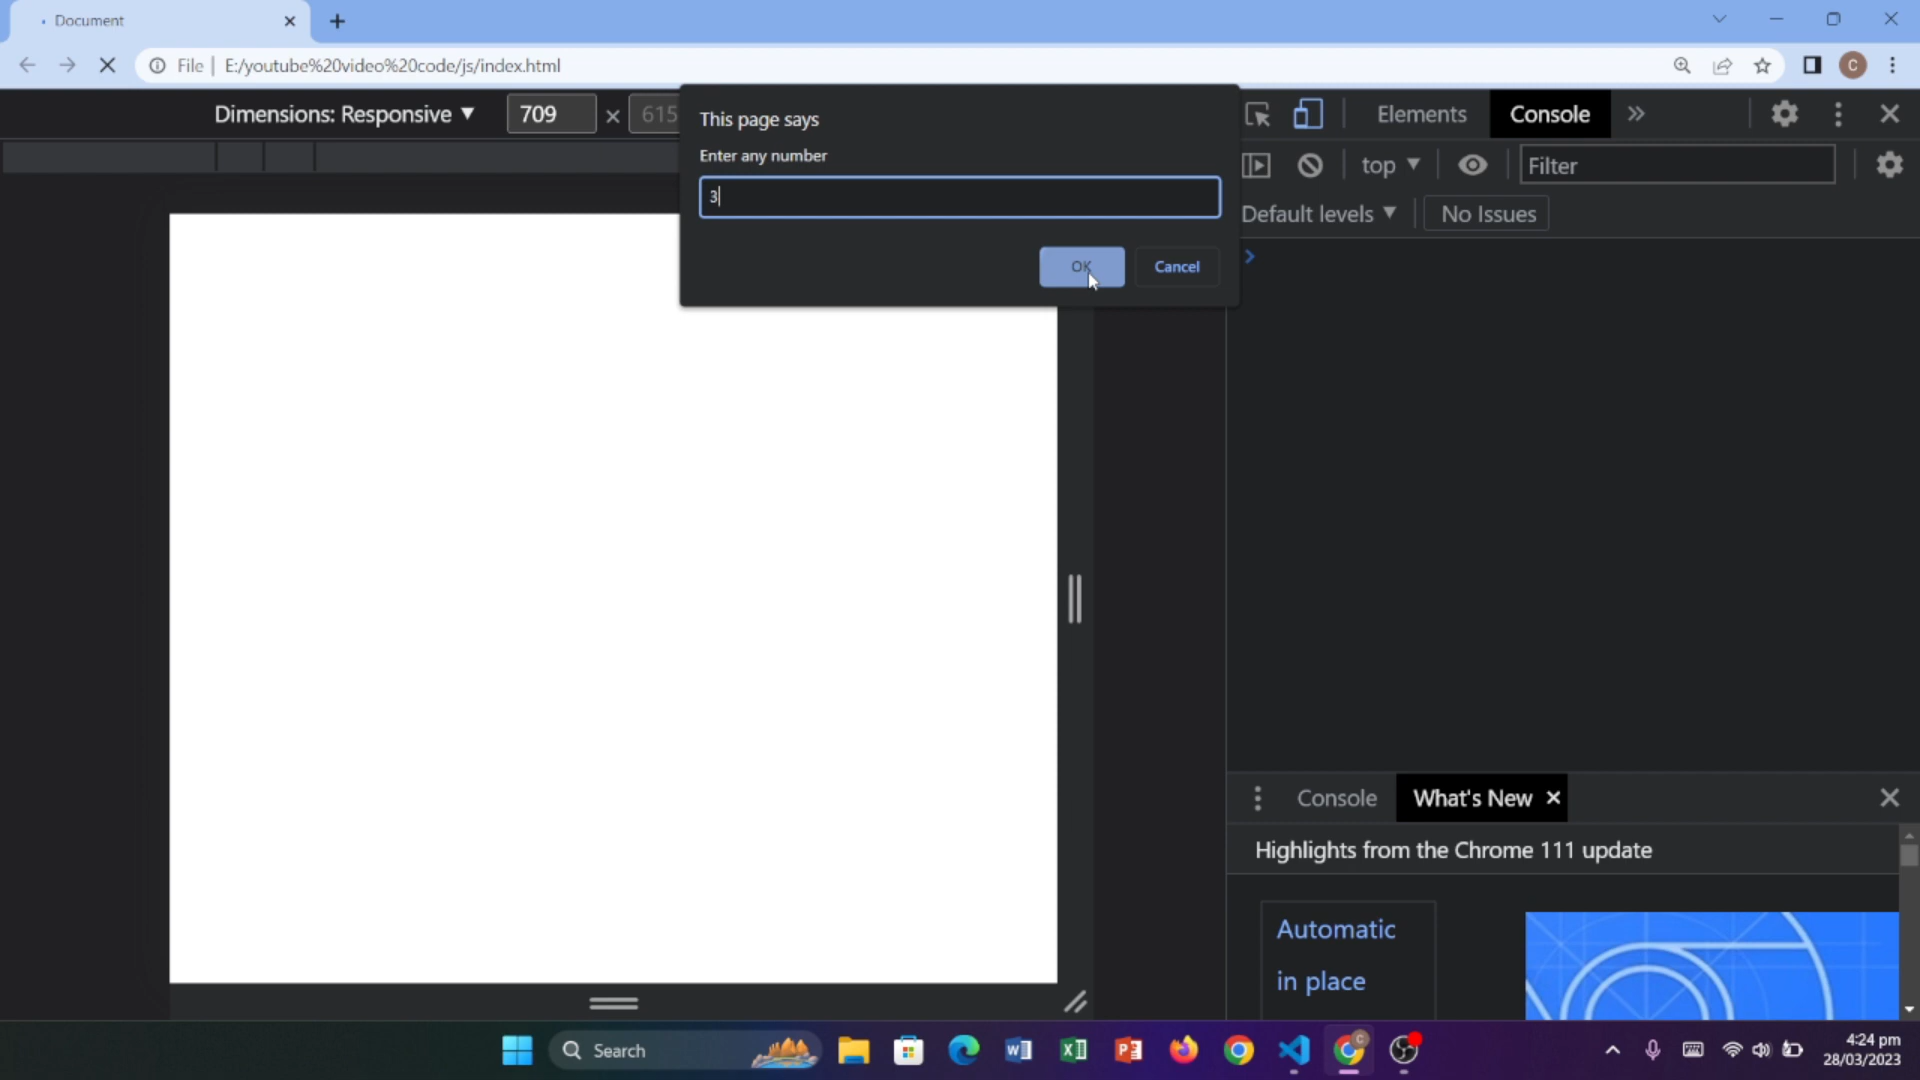 Document
File
E:/youtube%20video%20code/js/index.html
C
Dimensions: Responsive
709
615
This page says
Enter any number
3
OK
Cancel
Elements
Console
top
Filter
Default levels
No Issues
Console
What's New
Highlights from the Chrome 111 update
Automatic
in place
Search
4:24 pm
28/03/2023